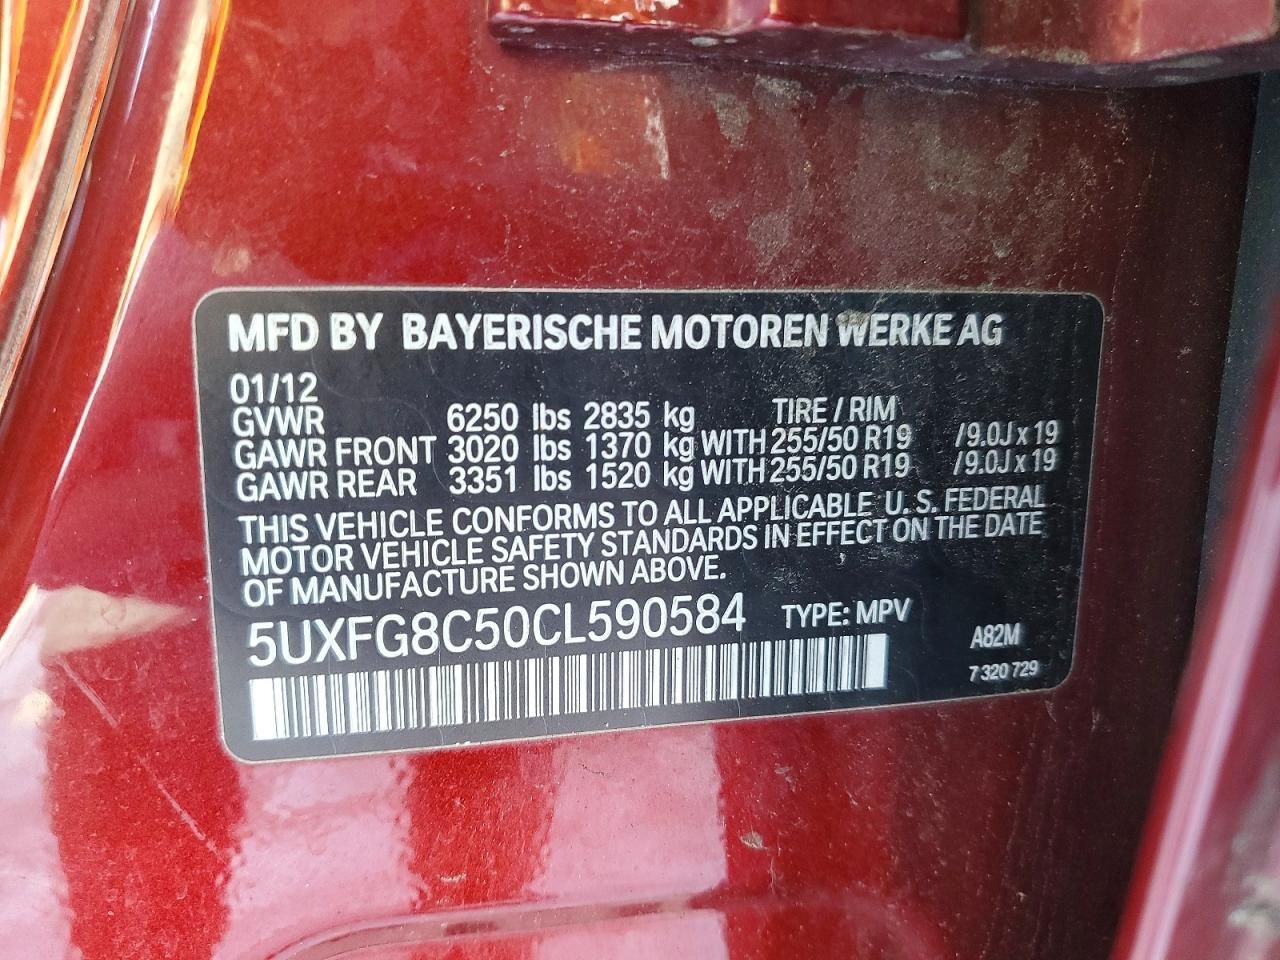 MFD BY BAYERISCHE MOTOREN WERKE AG
01/12
GVWR 6250 lbs 2835 kg TIRE / RIM
GAWR FRONT 3020 lbs 1370 kg WITH 255/50 R19 /9.0J x 19
GAWR REAR 3351 lbs 1520 kg WITH 255/50 R19 /9.0J x 19
THIS VEHICLE CONFORMS TO ALL APPLICABLE U.S. FEDERAL
MOTOR VEHICLE SAFETY STANDARDS IN EFFECT ON THE DATE
OF MANUFACTURE SHOWN ABOVE.
5UXFG8C50CL590584 TYPE: MPV
A82M
7 320 729